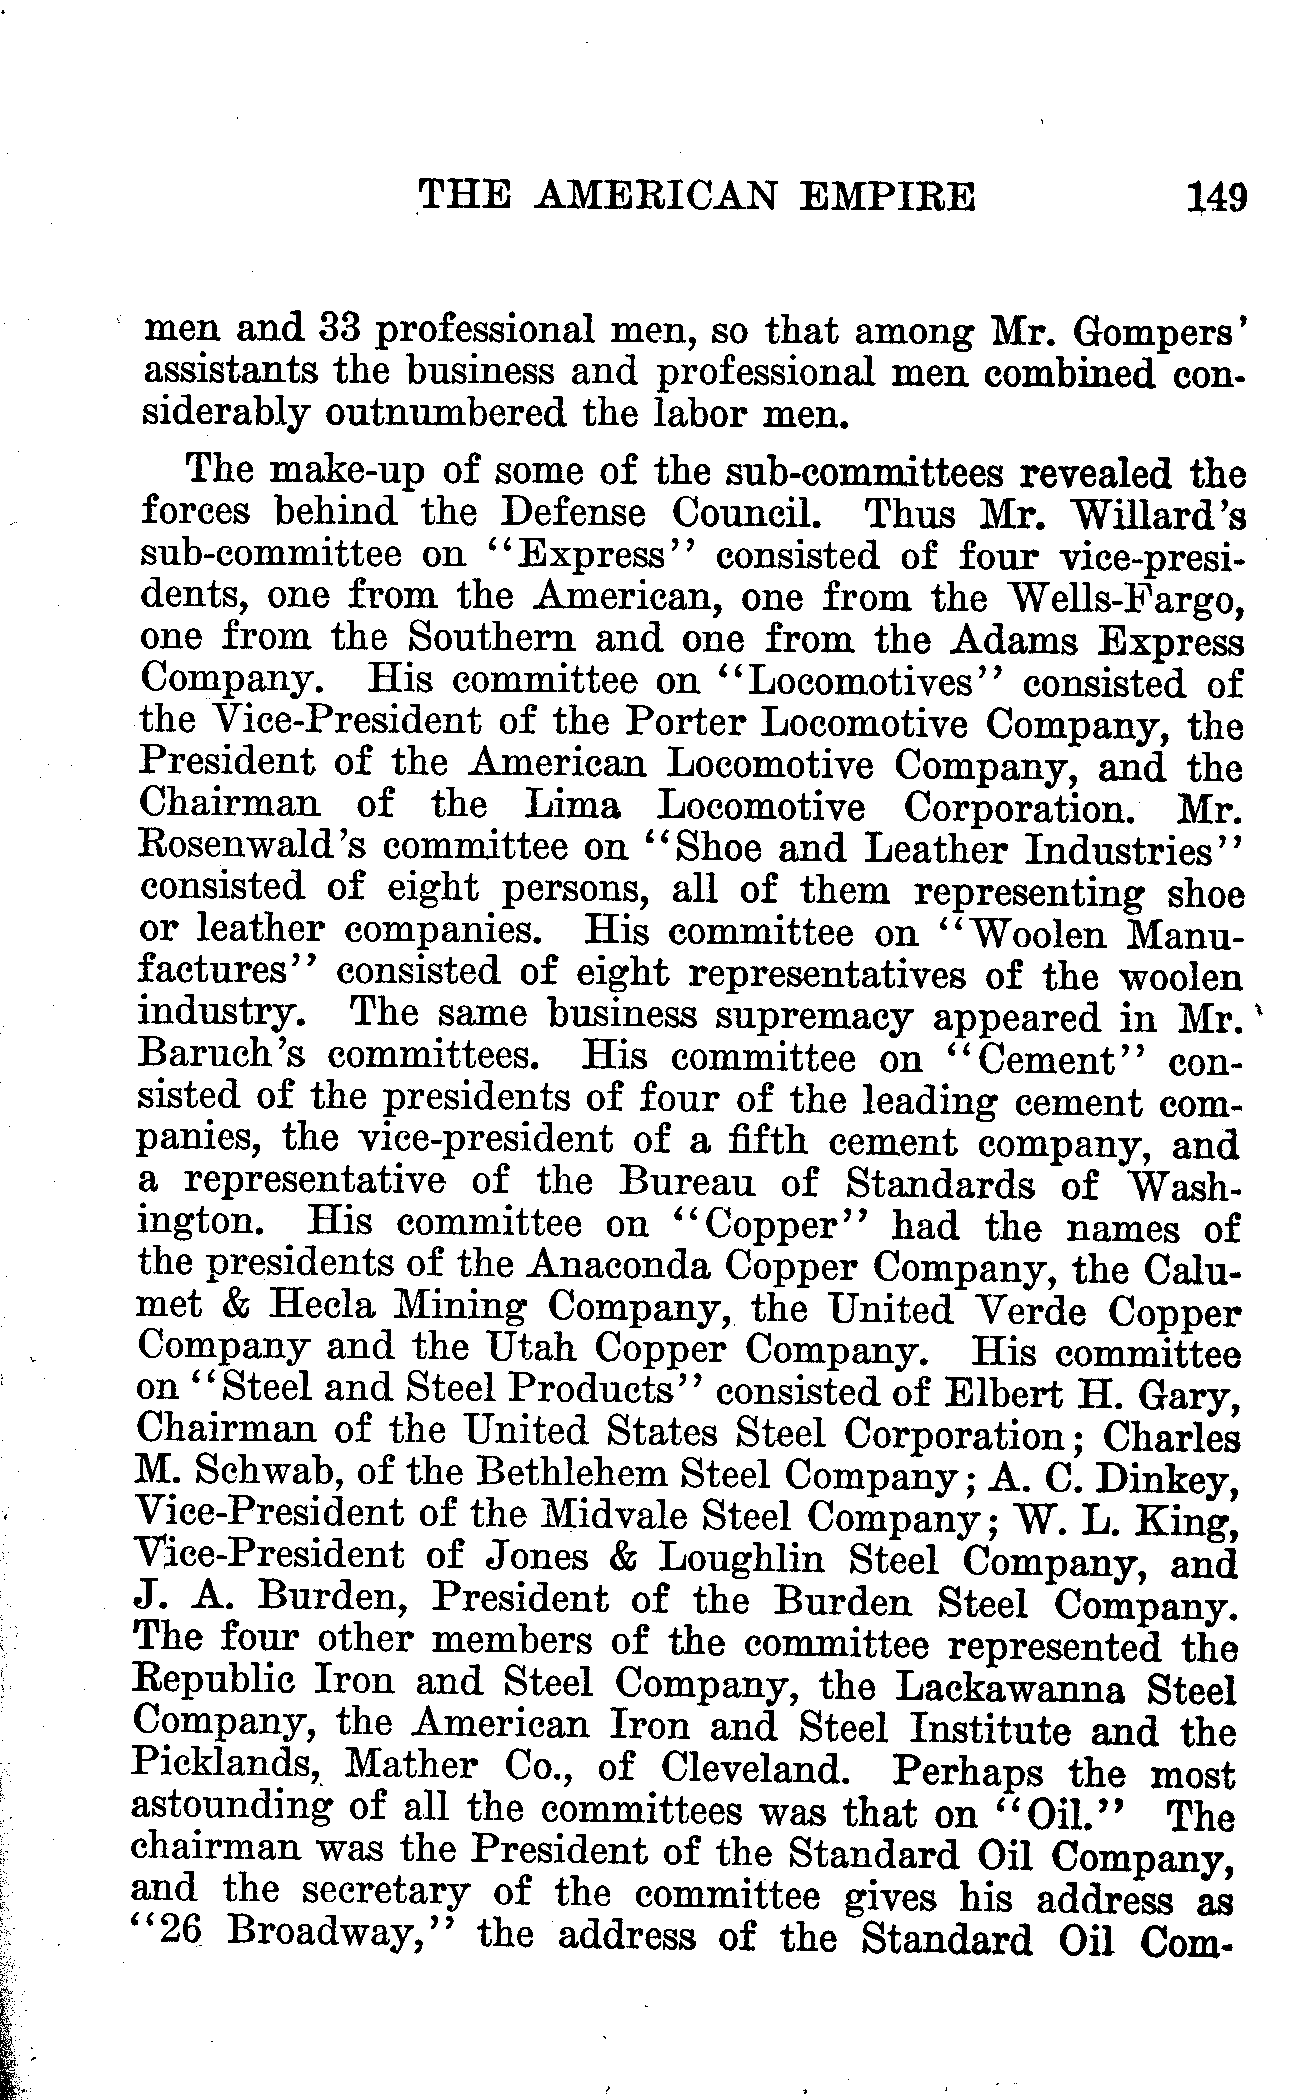 THE AMERICAN EMPIRE 149
men and 33 professional men, so that among Mr. Gompers'
assistants the business and professional men combined con-
siderably outnumbered the labor men.
The make-up of some of the sub-committees revealed the
forces behind the Defense Council. Thus Mr. Willard's
sub-committee on "Express" consisted of four vice-presi-
dents, one from the American, one from the Wells-Fargo,
one from the Southern and one from the Adams Express
Company. His committee on "Locomotives" consisted of
the Vice-President of the Porter Locomotive Company, the
President of the American Locomotive Company, and the
Chairman of the Lima Locomotive Corporation. Mr.
Rosenwald's committee on "Shoe and Leather Industries"
consisted of eight persons, all of them representing shoe
or leather companies. His committee on "Woolen Manu-
factures" consisted of eight representatives of the woolen
industry. The same business supremacy appeared in Mr.
Baruch's committees. His committee on "Cement" con-
sisted of the presidents of four of the leading cement com-
panies, the vice-president of a fifth cement company, and
a representative of the Bureau of Standards of Wash-
ington. His committee on "Copper" had the names of
the presidents of the Anaconda Copper Company, the Calu-
met & Hecla Mining Company, the United Verde Copper
Company and the Utah Copper Company. His committee
on "Steel and Steel Products" consisted of Elbert H. Gary,
Chairman of the United States Steel Corporation; Charles
M. Schwab, of the Bethlehem Steel Company; A. C. Dinkey,
Vice-President of the Midvale Steel Company; W. L. King,
Vice-President of Jones & Loughlin Steel Company, and
J. A. Burden, President of the Burden Steel Company.
The four other members of the committee represented the
Republic Iron and Steel Company, the Lackawanna Steel
Company, the American Iron and Steel Institute and the
Picklands, Mather Co., of Cleveland. Perhaps the most
astounding of all the committees was that on "Oil." The
chairman was the President of the Standard Oil Company,
and the secretary of the committee gives his address as
"26 Broadway," the address of the Standard Oil Com-